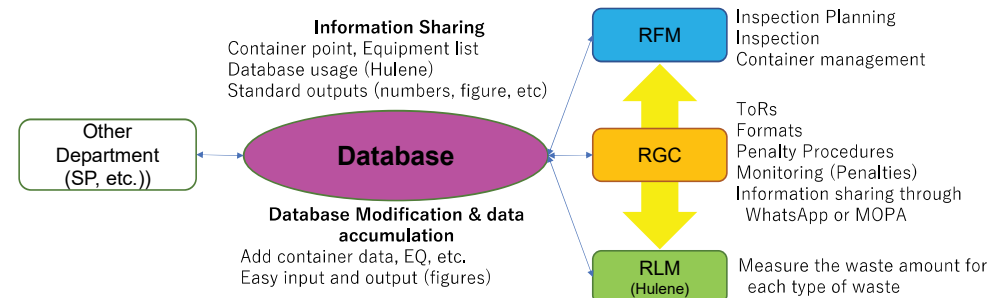 Information Sharing
Container point, Equipment list
Database usage (Hulene)
Standard outputs (numbers, figure, etc)
Other
Department
(SP, etc.))
Database
Database Modification & data
accumulation
Add container data, EQ, etc.
Easy input and output (figures)
RFM
Inspection Planning
Inspection
Container management
RGC
ToRs
Formats
Penalty Procedures
Monitoring (Penalties)
Information sharing through
WhatsApp or MOPA
RLM
(Hulene)
Measure the waste amount for
each type of waste